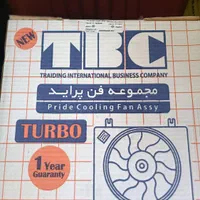 NEW
TBC
TRAIDING INTERNATIONAL BUSINESS COMPANY
مجموعه فن پراید
Pride Cooling Fan Assy
TURBO
1 Year
Guaranty